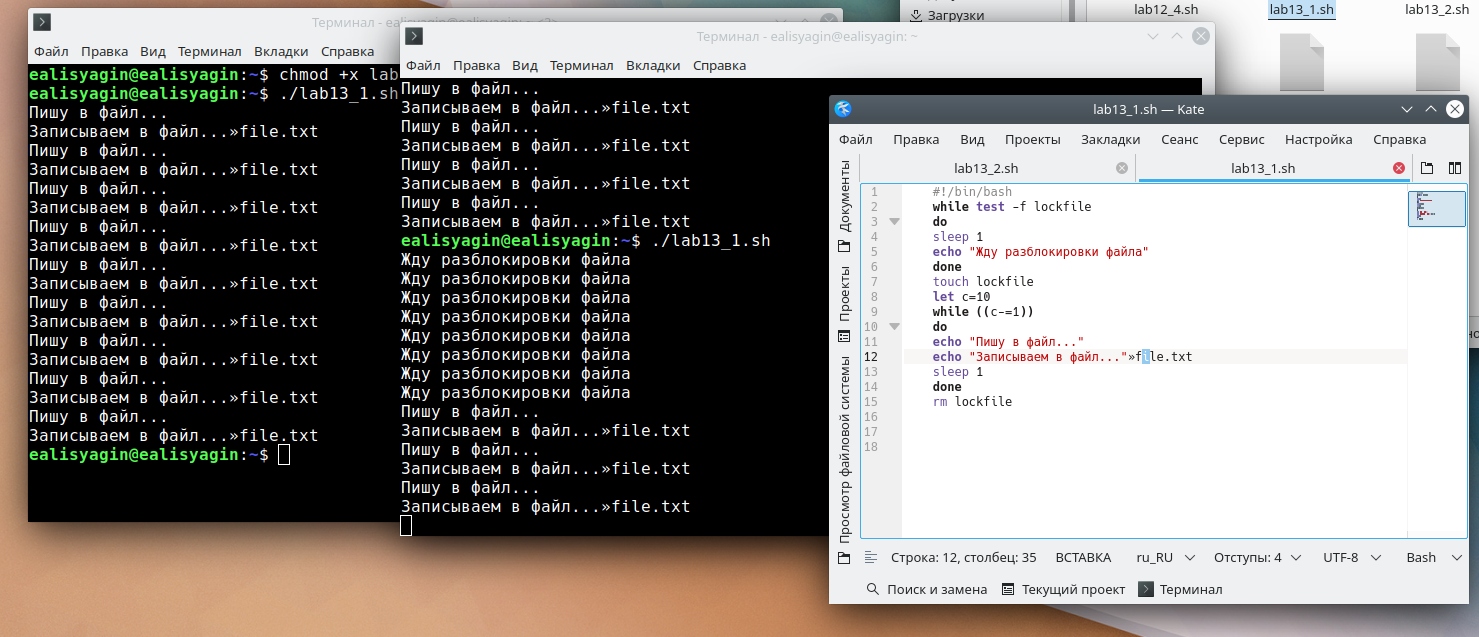 Терминал - ealisyagin@ealisyagin: ~ <2>
Файл Правка Вид Терминал Вкладки Справка
ealisyagin@ealisyagin:~$ chmod +x lab
ealisyagin@ealisyagin:~$ ./lab13_1.sh
Пишу в файл...
Записываем в файл...»file.txt
Пишу в файл...
Записываем в файл...»file.txt
Пишу в файл...
Записываем в файл...»file.txt
Пишу в файл...
Записываем в файл...»file.txt
Пишу в файл...
Записываем в файл...»file.txt
Пишу в файл...
Записываем в файл...»file.txt
Пишу в файл...
Записываем в файл...»file.txt
Пишу в файл...
Записываем в файл...»file.txt
Пишу в файл...
Записываем в файл...»file.txt
ealisyagin@ealisyagin:~$
Терминал - ealisyagin@ealisyagin: ~
Файл Правка Вид Терминал Вкладки Справка
Пишу в файл...
Записываем в файл...»file.txt
Пишу в файл...
Записываем в файл...»file.txt
Пишу в файл...
Записываем в файл...»file.txt
Пишу в файл...
Записываем в файл...»file.txt
ealisyagin@ealisyagin:~$ ./lab13_1.sh
Жду разблокировки файла
Жду разблокировки файла
Жду разблокировки файла
Жду разблокировки файла
Жду разблокировки файла
Жду разблокировки файла
Жду разблокировки файла
Жду разблокировки файла
Пишу в файл...
Записываем в файл...»file.txt
Пишу в файл...
Записываем в файл...»file.txt
Пишу в файл...
Записываем в файл...»file.txt
Загрузки
lab12_4.sh lab13_1.sh lab13_2.sh
lab13_1.sh — Kate
Файл Правка Вид Проекты Закладки Сеанс Сервис Настройка Справка
lab13_2.sh lab13_1.sh
Документы
Проекты
Просмотр файловой системы
1 #!/bin/bash
2 while test -f lockfile
3 do
4 sleep 1
5 echo "Жду разблокировки файла"
6 done
7 touch lockfile
8 let c=10
9 while ((c-=1))
10 do
11 echo "Пишу в файл..."
12 echo "Записываем в файл..."»file.txt
13 sleep 1
14 done
15 rm lockfile
16
17
18
Строка: 12, столбец: 35 ВСТАВКА ru_RU Отступы: 4 UTF-8 Bash
Поиск и замена Текущий проект Терминал